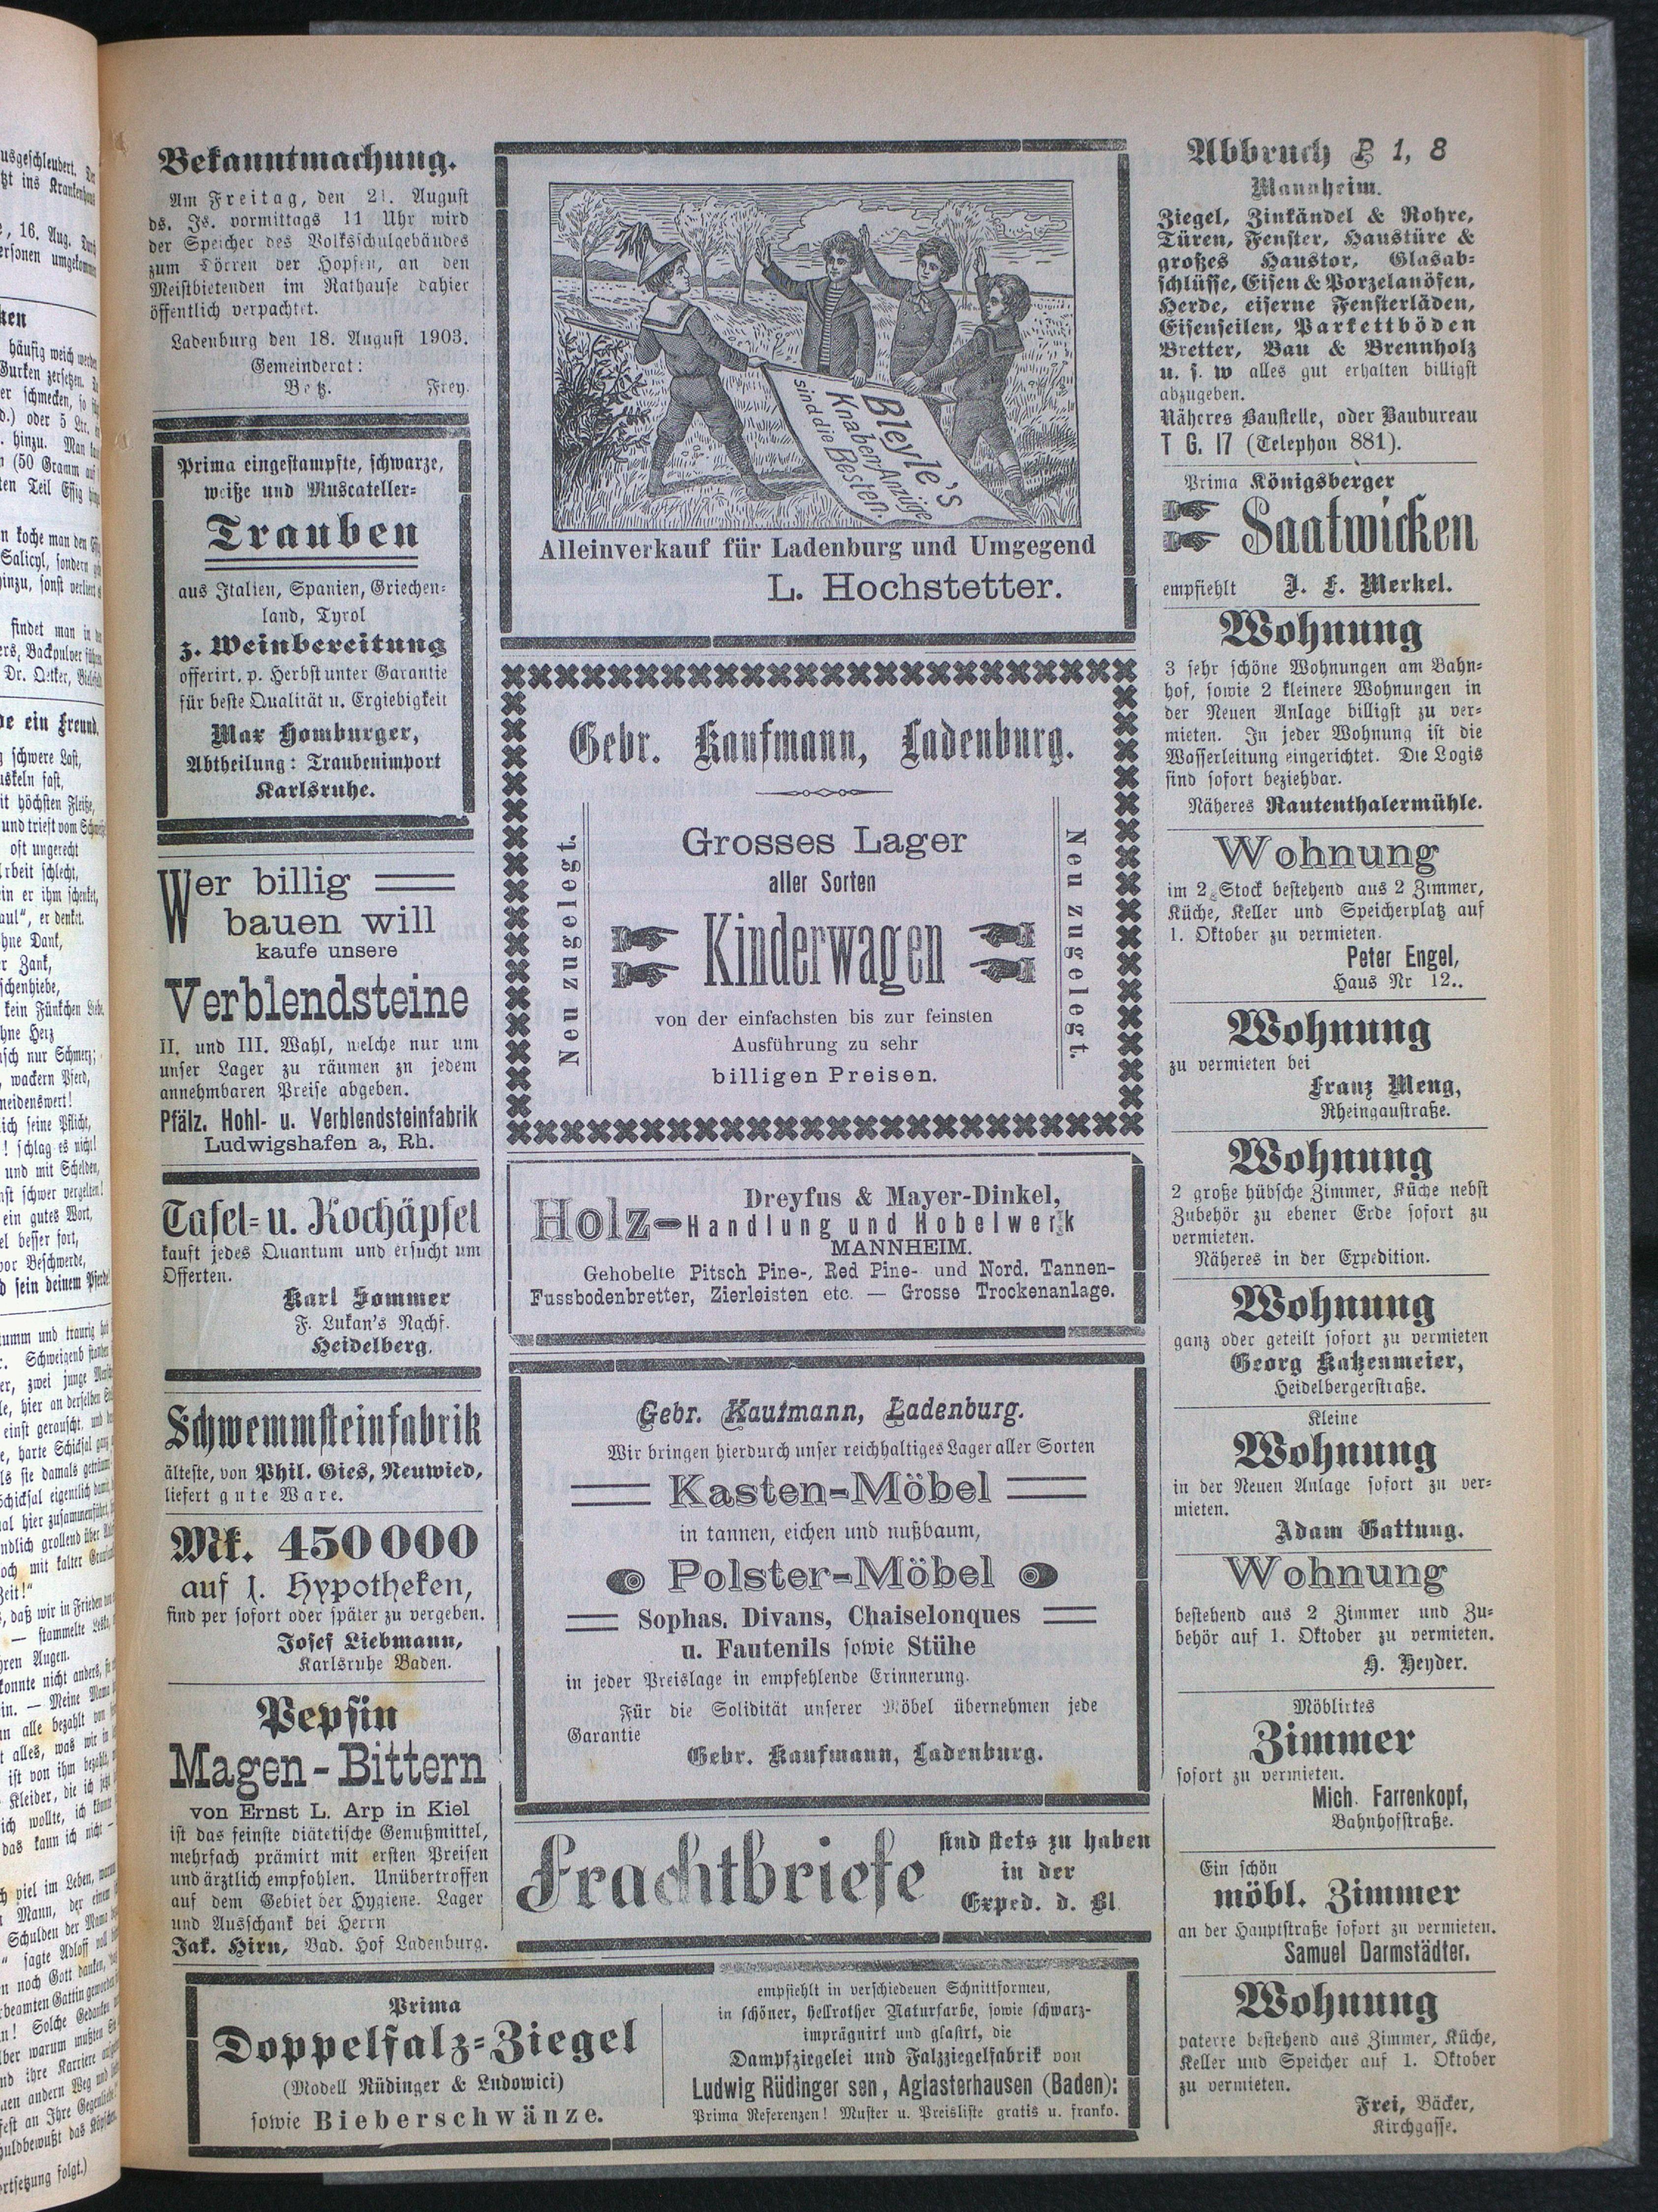 Bekanntmachung.
Am Freitag, den 21. August
ds. Js. vormittags 11 Uhr wird
der Speicher des Volksschulgebäudes
zum Dörren der Hopfen, an den
Meistbietenden im Rathause dahier
öffentlich verpachtet.
Ladenburg den 18. August 1903.
Gemeinderat:
Betz. Frey.
Prima eingestampfte, schwarze,
weiße und Muscateller-
Trauben
aus Italien, Spanien, Griechen-
land, Tyrol
z. Weinbereitung
offerirt, p. Herbst unter Garantie
für beste Qualität u. Ergiebigkeit
Max Homburger,
Abtheilung: Traubenimport
Karlsruhe.
Wer billig
bauen will
kaufe unsere
Verblendsteine
II. und III. Wahl, welche nur um
unser Lager zu räumen zn jedem
annehmbaren Preise abgeben.
Pfälz. Hohl- u. Verblendsteinfabrik
Ludwigshafen a, Rh.
Tafel- u. Kochäpfel
kauft jedes Quantum und ersucht um
Offerten.
Karl Sommer
F. Lukan's Nachf.
Heidelberg.
Schwemmsteinfabrik
älteste, von Phil. Gies, Neuwied,
liefert gute Ware.
Mk. 450 000
auf 1. Hypotheken,
sind per sofort oder später zu vergeben.
Josef Liebmann,
Karlsruhe Baden.
Pepsin
Magen-Bittern
von Ernst L. Arp in Kiel
ist das feinste diätetische Genußmittel,
mehrfach prämirt mit ersten Preisen
und ärztlich empfohlen. Unübertroffen
auf dem Gebiet der Hygiene. Lager
und Ausschank bei Herrn
Jak. Hirn, Bad. Hof Ladenburg.
Bleyle's
Knaben-Anzüge
sind die Besten.
Alleinverkauf für Ladenburg und Umgegend
L. Hochstetter.
Gebr. Kaufmann, Ladenburg.
Neu zugelegt.
Grosses Lager
aller Sorten
Kinderwagen
von der einfachsten bis zur feinsten
Ausführung zu sehr
billigen Preisen.
Neu zugelegt.
Dreyfus & Mayer-Dinkel,
Holz-Handlung und Hobelwerk
MANNHEIM.
Gehobelte Pitsch Pine-, Red Pine- und Nord. Tannen-
Fussbodenbretter, Zierleisten etc. — Grosse Trockenanlage.
Gebr. Kaufmann, Ladenburg.
Wir bringen hierdurch unser reichhaltiges Lager aller Sorten
Kasten-Möbel
in tannen, eichen und nußbaum,
Polster-Möbel
Sophas, Divans, Chaiselonques
u. Fautenils sowie Stühe
in jeder Preislage in empfehlende Erinnerung.
Für die Solidität unserer Möbel übernehmen jede
Garantie
Gebr. Kaufmann, Ladenburg.
Frachtbriefe
sind stets zu haben
in der
Exped. d. Bl
Prima
Doppelfalz-Ziegel
(Modell Rüdinger & Ludowici)
sowie Bieberschwänze.
empfiehlt in verschiedenen Schnittformeu,
in schöner, hellrother Naturfarbe, sowie schwarz-
imprägnirt und glasirt, die
Dampfziegelei und Falzziegelfabrik von
Ludwig Rüdinger sen, Aglasterhausen (Baden):
Prima Referenzen! Muster u. Preisliste gratis u. franko.
Abbruch P 1, 8
Mannheim.
Ziegel, Zinkändel & Rohre,
Türen, Fenster, Haustüre &
großes Haustor, Glasab-
schlüsse, Eisen & Porzelanöfen,
Herde, eiserne Fensterläden,
Eisenseilen, Parkettböden
Bretter, Bau & Brennholz
u. s. w alles gut erhalten billigst
abzugeben.
Näheres Baustelle, oder Baubureau
T G. 17 (Telephon 881).
Prima Königsberger
Saatwicken
empfiehlt J. F. Merkel.
Wohnung
3 sehr schöne Wohnungen am Bahn-
hof, sowie 2 kleinere Wohnungen in
der Neuen Anlage billigst zu ver-
mieten. In jeder Wohnung ist die
Wasserleitung eingerichtet. Die Logis
sind sofort beziehbar.
Näheres Rautenthalermühle.
Wohnung
im 2. Stock bestehend aus 2 Zimmer,
Küche, Keller und Speicherplatz auf
1. Oktober zu vermieten.
Peter Engel,
Haus Nr 12..
Wohnung
zu vermieten bei
Franz Meng,
Rheingaustraße.
Wohnung
2 große hübsche Zimmer, Küche nebst
Zubehör zu ebener Erde sofort zu
vermieten.
Näheres in der Expedition.
Wohnung
ganz oder geteilt sofort zu vermieten
Georg Katzenmeier,
Heidelbergerstraße.
Kleine
Wohnung
in der Neuen Anlage sofort zu ver-
mieten.
Adam Gattung.
Wohnung
bestehend aus 2 Zimmer und Zu-
behör auf 1. Oktober zu vermieten.
H. Heyder.
Möblirtes
Zimmer
sofort zu vermieten.
Mich. Farrenkopf,
Bahnhofstraße.
Ein schön
möbl. Zimmer
an der Hauptstraße sofort zu vermieten.
Samuel Darmstädter.
Wohnung
paterre bestehend aus Zimmer, Küche,
Keller und Speicher auf 1. Oktober
zu vermieten.
Frei, Bäcker,
Kirchgasse.